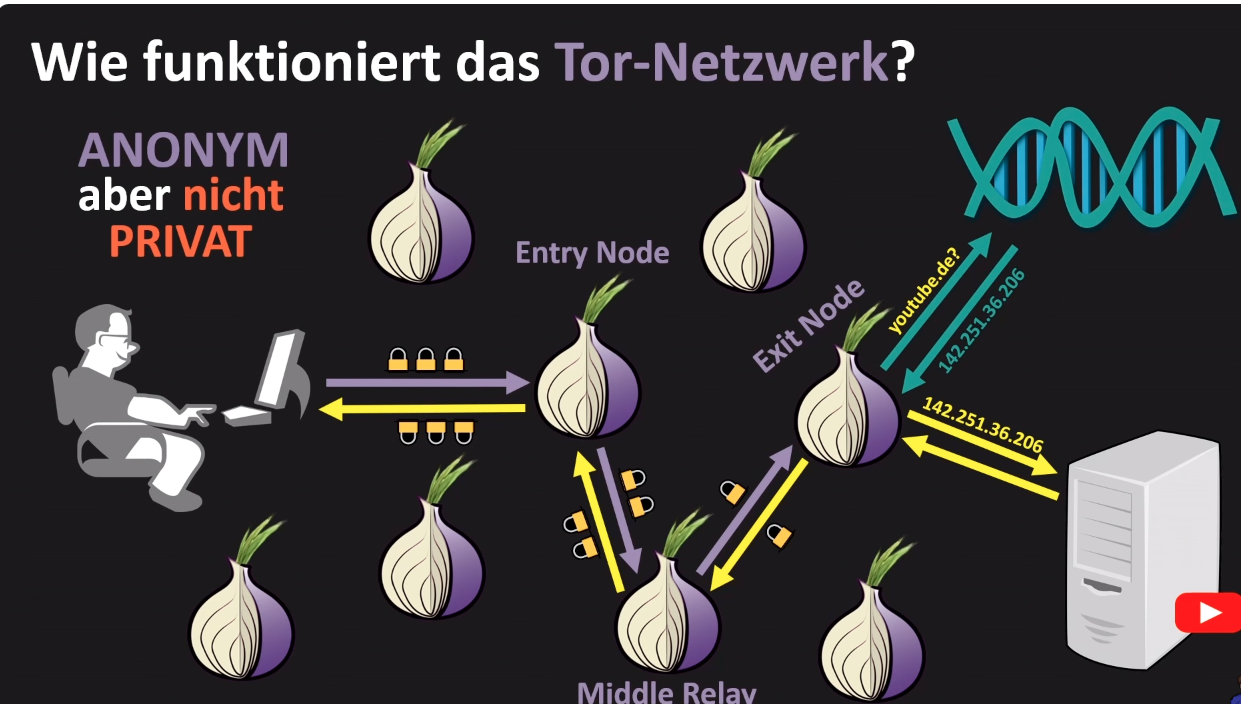 Wie funktioniert das Tor-Netzwerk?
ANONYM
aber nicht
PRIVAT
Entry Node
Exit Node
youtube.de?
142.251.36.206
142.251.36.206
Middle Relay